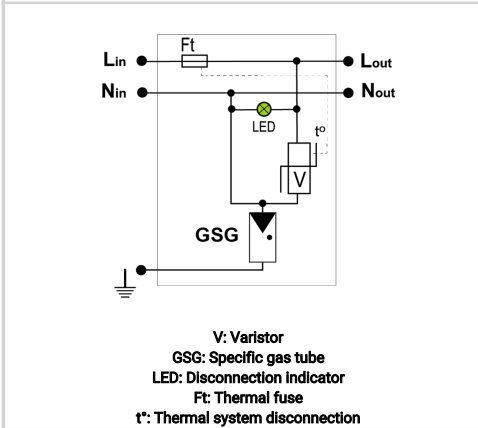 Ft
Lin
Lout
Nin
Nout
LED
t°
V
GSG
V: Varistor
GSG: Specific gas tube
LED: Disconnection indicator
Ft: Thermal fuse
t°: Thermal system disconnection